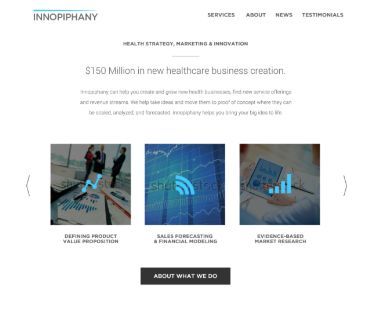 INNOPIPHANY
SERVICES ABOUT NEWS TESTIMONIALS
HEALTH STRATEGY, MARKETING & INNOVATION
$150 Million in new healthcare business creation.
Innopiphany can help you create and grow new health businesses, find new service offerings
and revenue streams. We help take ideas and move them to proof of concept where they can
be scaled, analyzed, and forecasted. Innopiphany helps you bring your big idea to life.
DEFINING PRODUCT
VALUE PROPOSITION
SALES FORECASTING
& FINANCIAL MODELING
EVIDENCE-BASED
MARKET RESEARCH
ABOUT WHAT WE DO